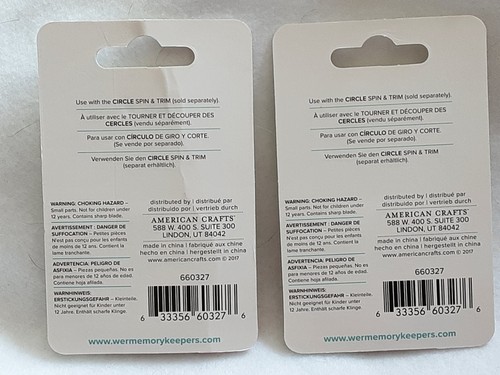 Use with the CIRCLE SPIN & TRIM (sold separately).
À utiliser avec le TOURNER ET DÉCOUPER DES
CERCLES (vendu séparément).
Para usar con CÍRCULO DE GIRO Y CORTE.
(Se vende por separado).
Verwenden Sie den CIRCLE SPIN & TRIM
(separat erhältlich).
WARNING: CHOKING HAZARD –
Small parts. Not for children under
12 years. Contains sharp blade.
AVERTISSEMENT : DANGER DE
SUFFOCATION – Petites pièces
N'est pas conçu pour les enfants
de moins de 12 ans. Contient la
lame tranchante.
ADVERTENCIA: PELIGRO DE
ASFIXIA – Piezas pequeñas. No es
para menores de 12 años de edad.
Contiene hoja afilada.
WARNHINWEIS:
ERSTICKUNGSGEFAHR – Kleinteile.
Nicht geeignet für Kinder unter
12 Jahre. Enthält scharfe Klinge.
distributed by | distribué par
distribuido por | vertrieb durch
AMERICAN CRAFTS
588 W. 400 S. SUITE 300
LINDON, UT 84042
made in china | fabriqué aux chine
hecho en china | hergestellt in china
www.americancrafts.com © 2017
660327
6 33356 60327 6
www.wermemorykeepers.com
Use with the CIRCLE SPIN & TRIM (sold separately).
À utiliser avec le TOURNER ET DÉCOUPER DES
CERCLES (vendu séparément).
Para usar con CÍRCULO DE GIRO Y CORTE.
(Se vende por separado).
Verwenden Sie den CIRCLE SPIN & TRIM
(separat erhältlich).
WARNING: CHOKING HAZARD –
Small parts. Not for children under
12 years. Contains sharp blade.
AVERTISSEMENT : DANGER DE
SUFFOCATION – Petites pièces
N'est pas conçu pour les enfants
de moins de 12 ans. Contient la
lame tranchante.
ADVERTENCIA: PELIGRO DE
ASFIXIA – Piezas pequeñas. No es
para menores de 12 años de edad.
Contiene hoja afilada.
WARNHINWEIS:
ERSTICKUNGSGEFAHR – Kleinteile.
Nicht geeignet für Kinder unter
12 Jahre. Enthält scharfe Klinge.
distributed by | distribué par
distribuido por | vertrieb durch
AMERICAN CRAFTS
588 W. 400 S. SUITE 300
LINDON, UT 84042
made in china | fabriqué aux chine
hecho en china | hergestellt in china
www.americancrafts.com © 2017
660327
6 33356 60327 6
www.wermemorykeepers.com